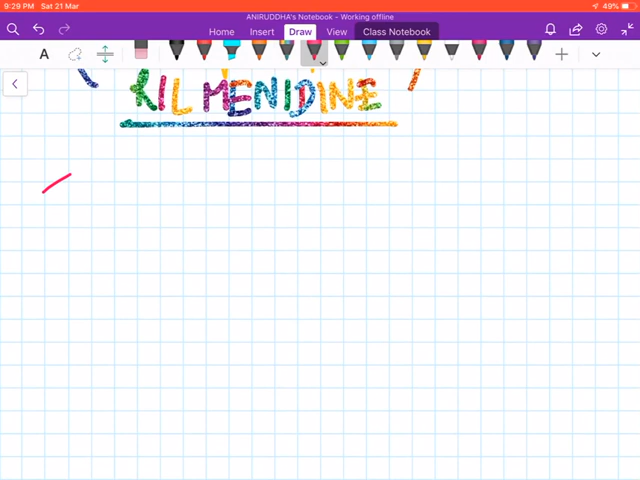 9:29 PM Sat 21 Mar 49%
ANIRUDDHA's Notebook - Working offline
Home Insert Draw View Class Notebook
A
RILMENIDINE